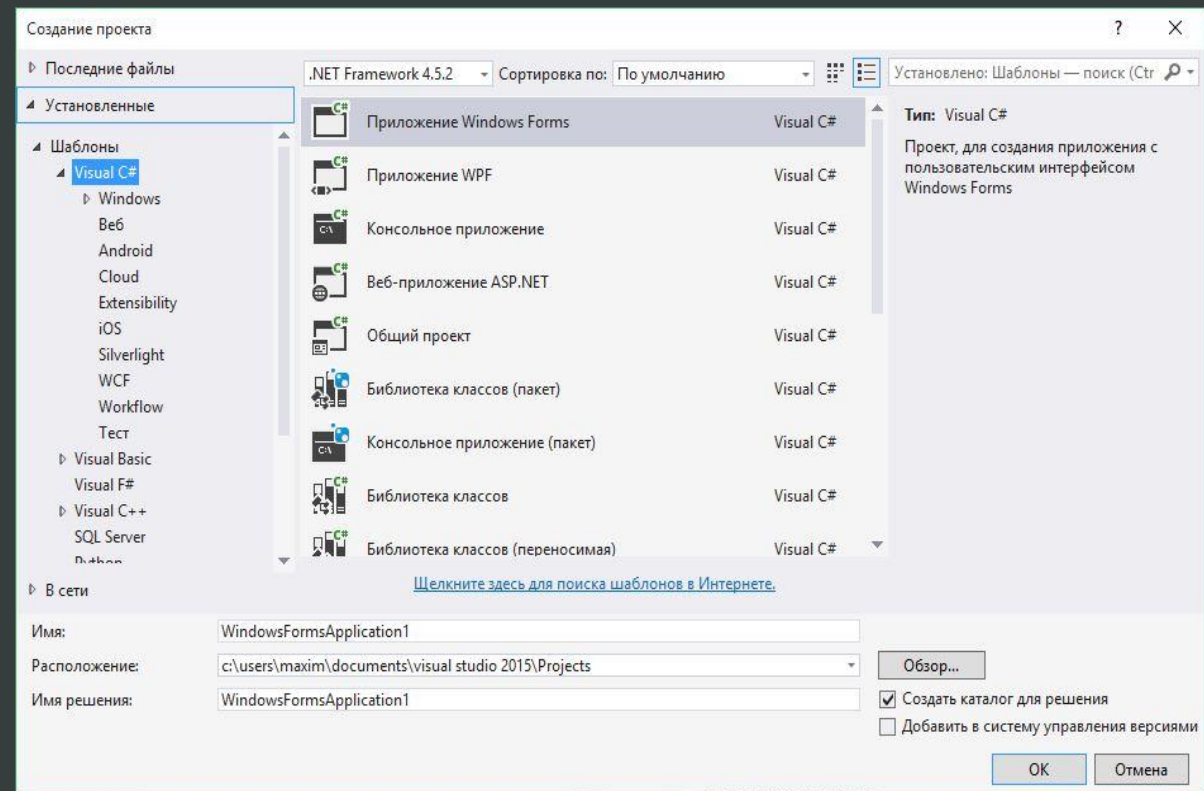 Создание проекта
?
Последние файлы
Установленные
Шаблоны
Visual C#
Windows
Веб
Android
Cloud
Extensibility
iOS
Silverlight
WCF
Workflow
Тест
Visual Basic
Visual F#
Visual C++
SQL Server
Python
В сети
.NET Framework 4.5.2 Сортировка по: По умолчанию
Приложение Windows Forms Visual C#
Приложение WPF Visual C#
Консольное приложение Visual C#
Веб-приложение ASP.NET Visual C#
Общий проект Visual C#
Библиотека классов (пакет) Visual C#
Консольное приложение (пакет) Visual C#
Библиотека классов Visual C#
Библиотека классов (переносимая) Visual C#
Щелкните здесь для поиска шаблонов в Интернете.
Установлено: Шаблоны — поиск (Ctr
Тип: Visual C#
Проект, для создания приложения с
пользовательским интерфейсом
Windows Forms
Имя: WindowsFormsApplication1
Расположение: c:\users\maxim\documents\visual studio 2015\Projects Обзор...
Имя решения: WindowsFormsApplication1
Создать каталог для решения
Добавить в систему управления версиями
OK Отмена